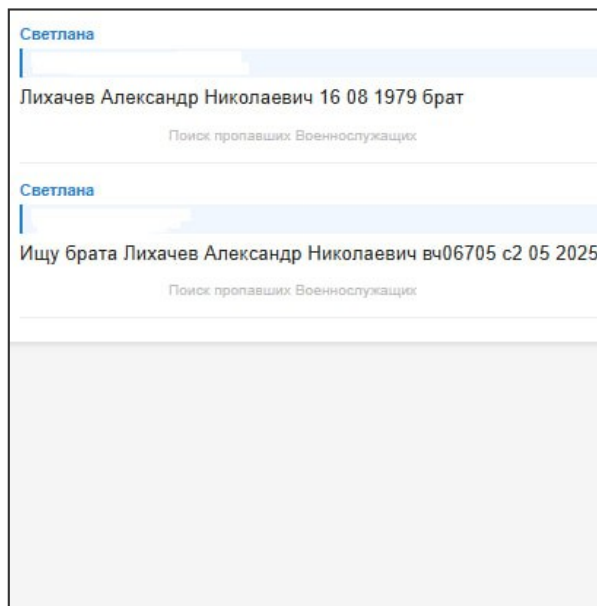 Светлана
Лихачев Александр Николаевич 16 08 1979 брат
Поиск пропавших Военнослужащих
Светлана
Ищу брата Лихачев Александр Николаевич вч06705 с2 05 2025
Поиск пропавших Военнослужащих